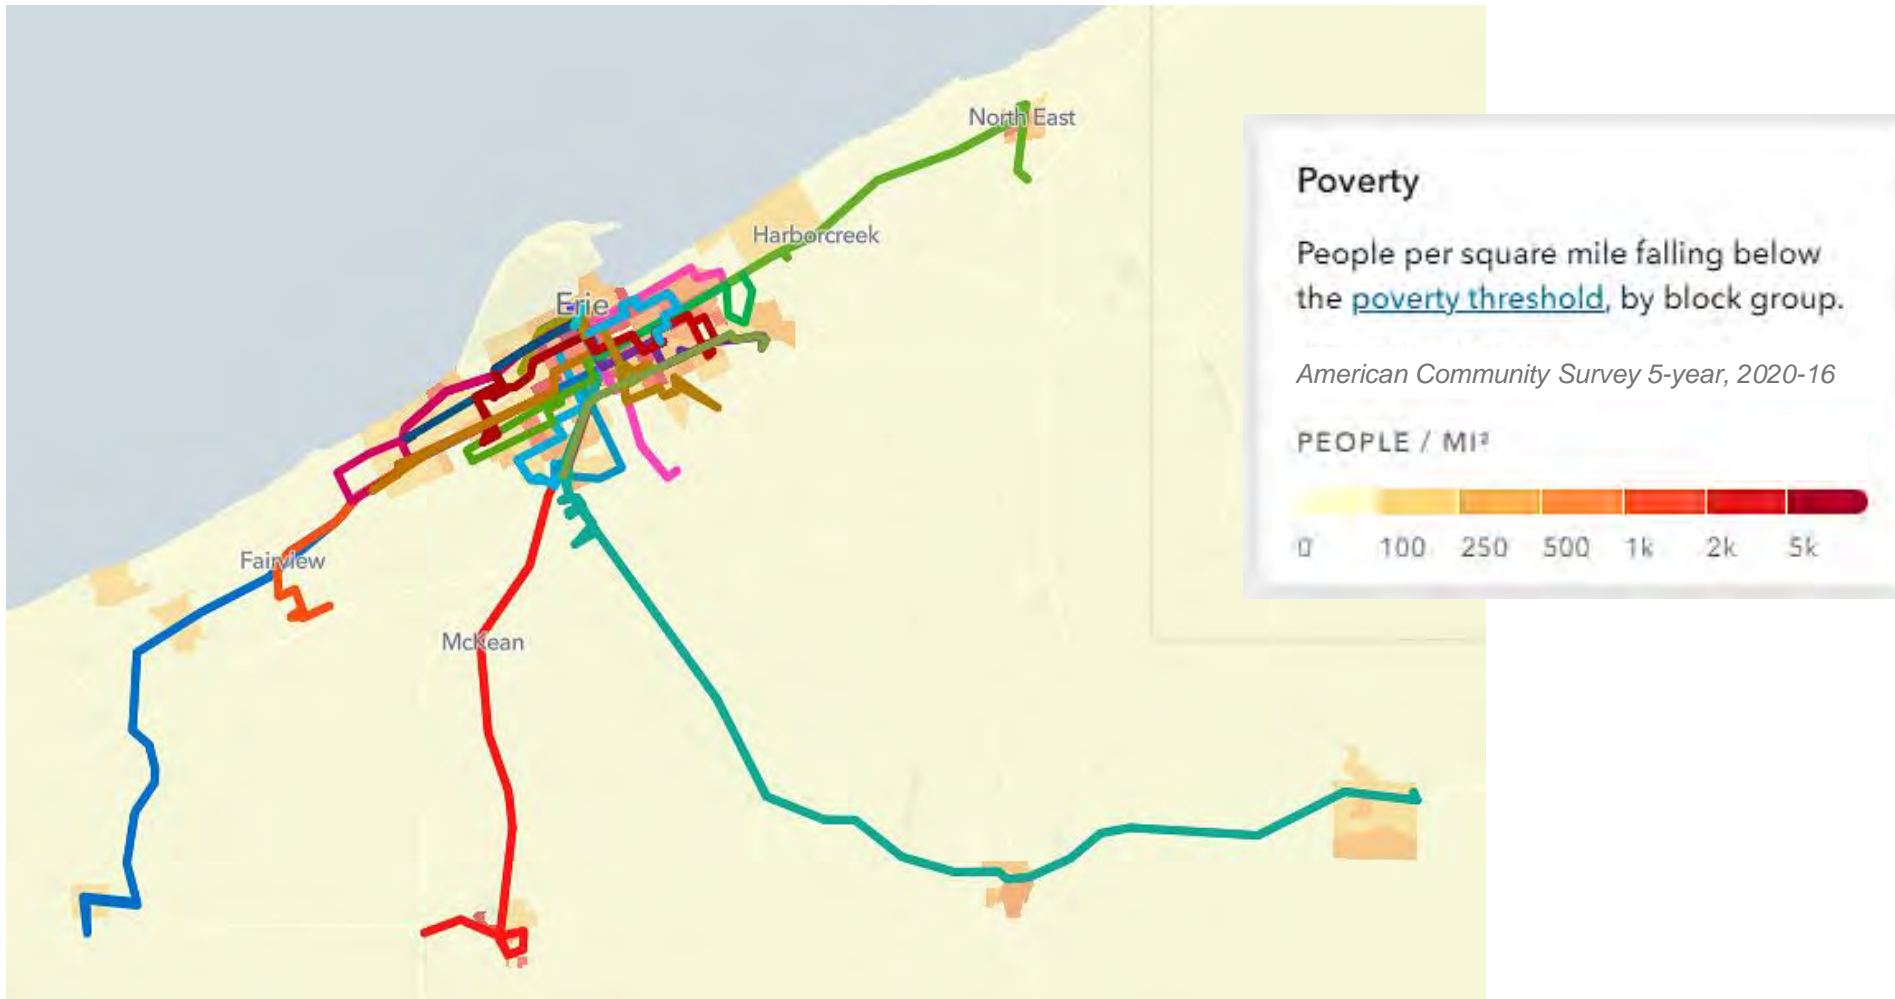 North East
Harborcreek
Erie
Fairview
McKean
Poverty
People per square mile falling below
the poverty threshold, by block group.
American Community Survey 5-year, 2020-16
PEOPLE / MI²
0 100 250 500 1k 2k 5k